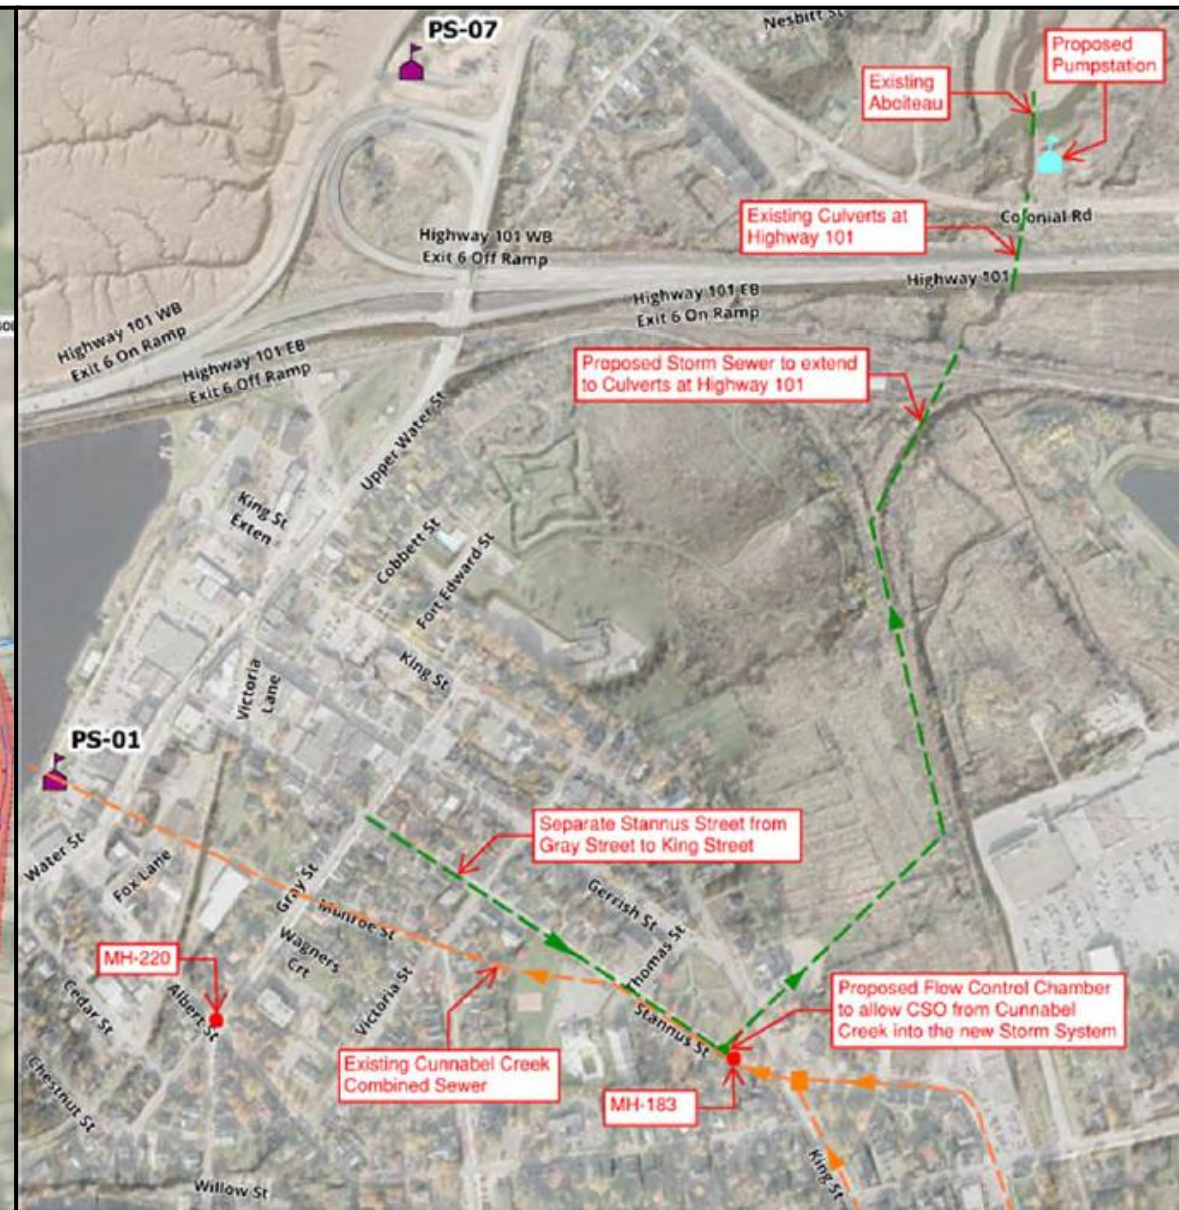 PS-07
Nesbitt St
Proposed
Pumpstation
Existing
Aboiteau
Existing Culverts at
Highway 101
Colonial Rd
Highway 101 WB
Exit 6 Off Ramp
Highway 101
Highway 101 EB
Exit 6 On Ramp
Highway 101 WB
Exit 6 On Ramp
Highway 101 EB
Exit 6 Off Ramp
Proposed Storm Sewer to extend
to Culverts at Highway 101
Upper Water St
King St
Exten
Cobbett St
Fort Edward St
King St
Victoria
Lane
PS-01
Separate Stannus Street from
Gray Street to King Street
Water St
Fox Lane
Gray St
Munroe St
Gerrish St
Thomas St
Wagners
Crt
MH-220
Cedar St
Albert St
Victoria St
Stannus St
Proposed Flow Control Chamber
to allow CSO from Cunnabel
Creek into the new Storm System
Existing Cunnabel Creek
Combined Sewer
Chestnut St
MH-183
King St
Willow St